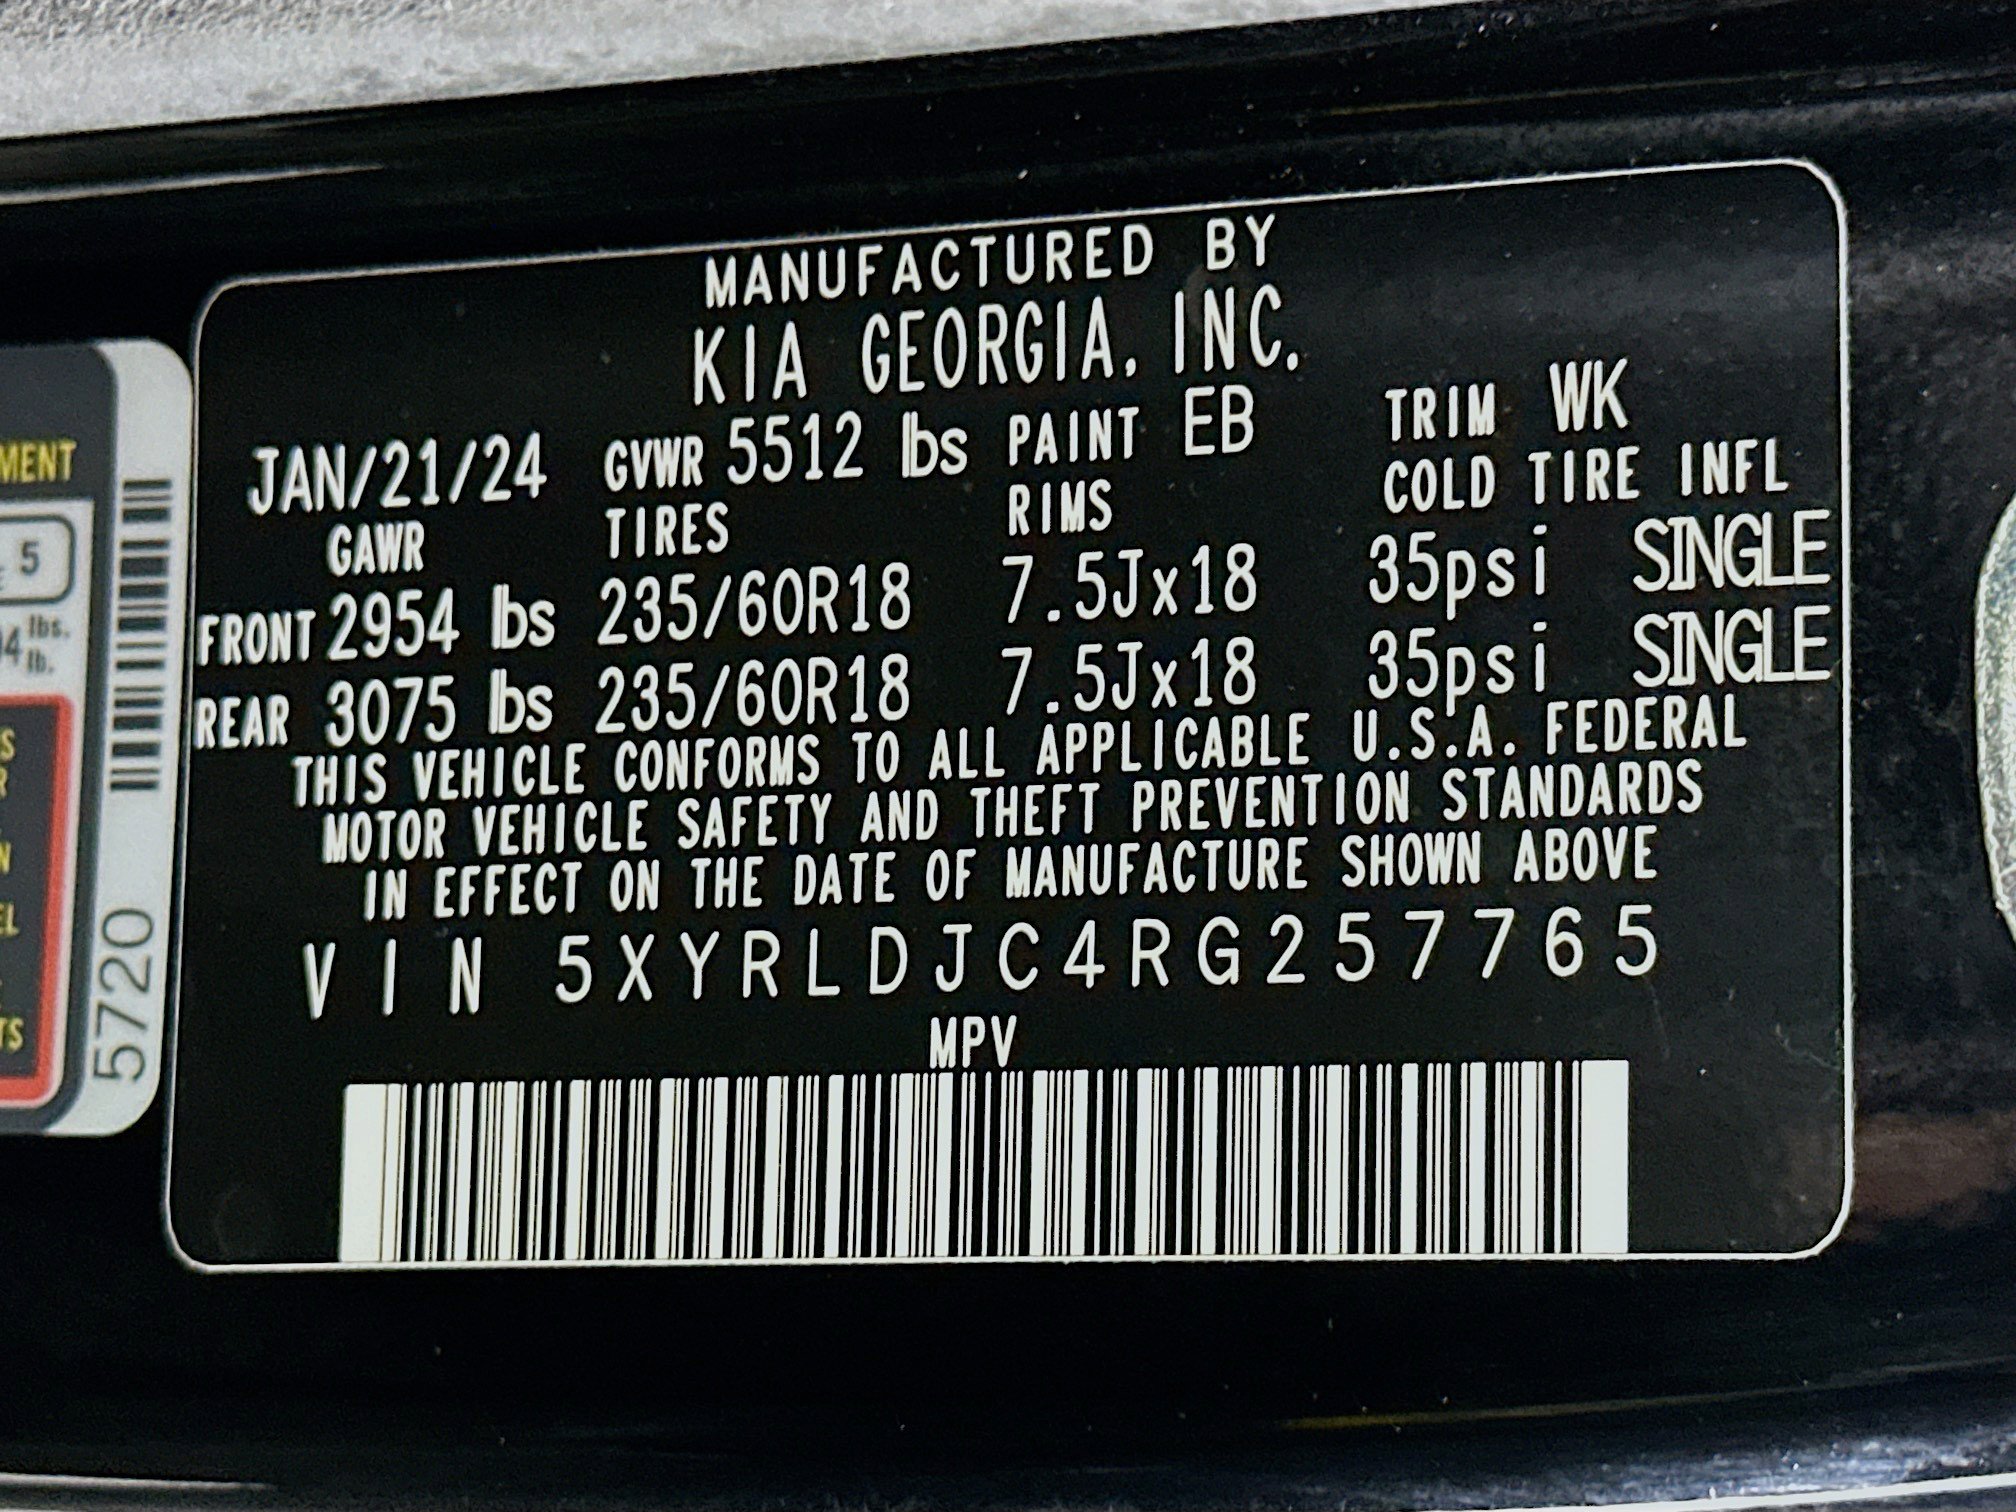 MANUFACTURED BY
KIA GEORGIA, INC.
JAN/21/24 GVWR 5512 lbs PAINT EB TRIM WK
GAWR TIRES RIMS COLD TIRE INFL
FRONT 2954 lbs 235/60R18 7.5Jx18 35psi SINGLE
REAR 3075 lbs 235/60R18 7.5Jx18 35psi SINGLE
THIS VEHICLE CONFORMS TO ALL APPLICABLE U.S.A. FEDERAL
MOTOR VEHICLE SAFETY AND THEFT PREVENTION STANDARDS
IN EFFECT ON THE DATE OF MANUFACTURE SHOWN ABOVE
VIN 5XYRLDJC4RG257765
MPV
5
lbs.
lb.
5720